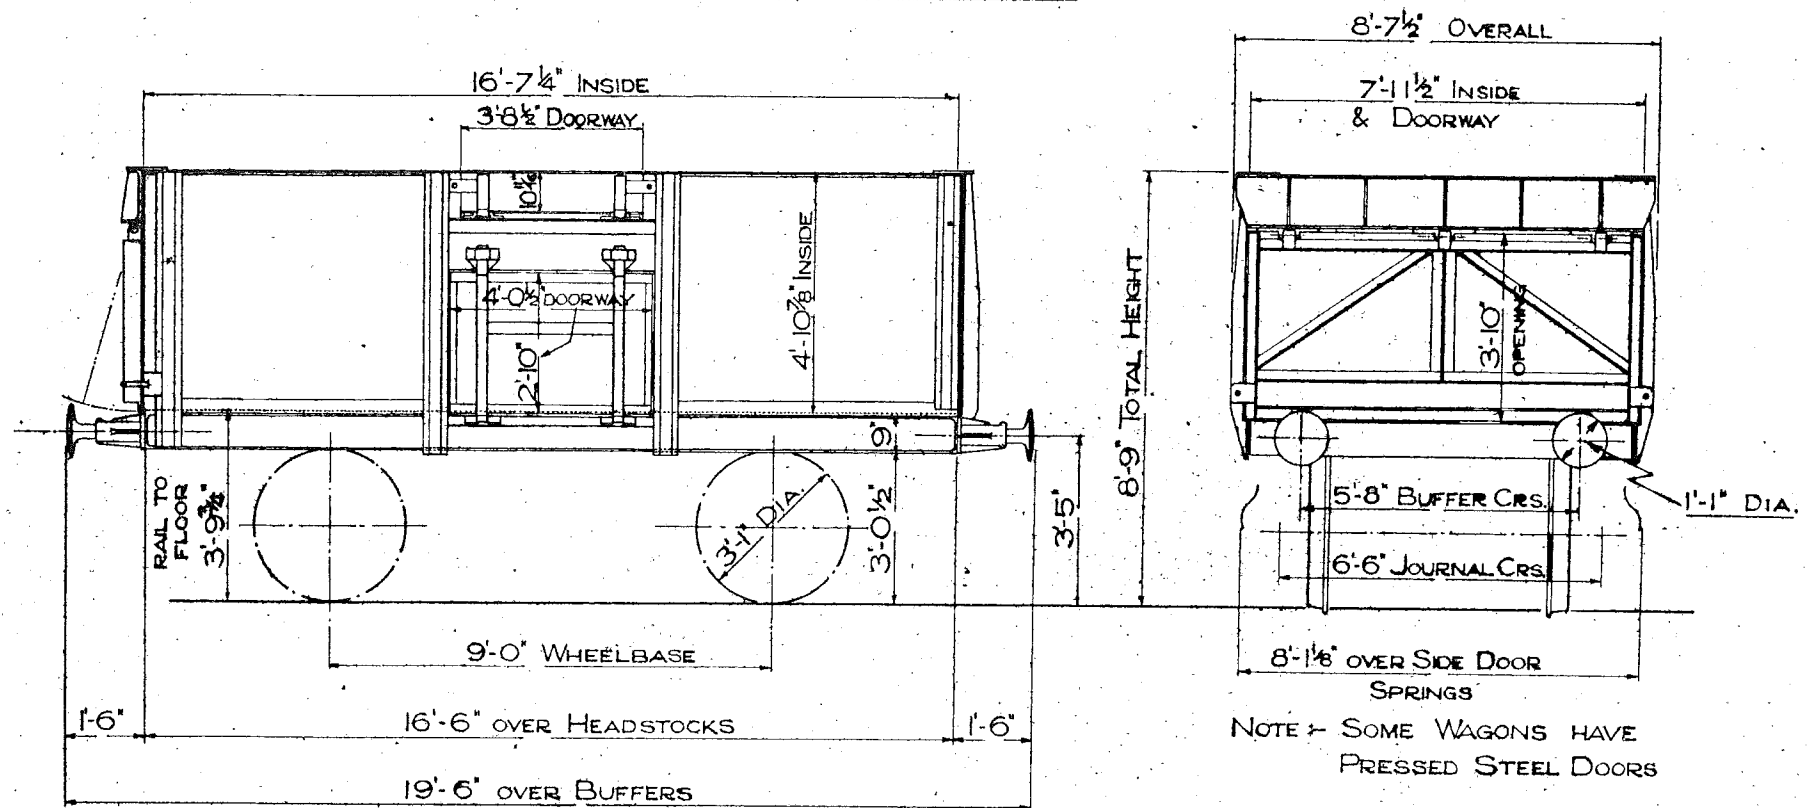 8'-7½" OVERALL
16'-7¼" INSIDE
7'-11½" INSIDE
& DOORWAY
3'-8½" DOORWAY
4'-10⅞" INSIDE
4'-0½" DOORWAY
2'-10"
8'-9" TOTAL HEIGHT
3'-10"
OPENING
9"
RAIL TO
FLOOR
3'-9¾"
3'-1" DIA.
3'-0½"
3'-5"
5'-8" BUFFER CRS.
1'-1" DIA.
6'-6" JOURNAL CRS.
9'-0" WHEELBASE
8'-1⅛" OVER SIDE DOOR
SPRINGS
1'-6"
16'-6" OVER HEADSTOCKS
1'-6"
NOTE :- SOME WAGONS HAVE
PRESSED STEEL DOORS
19'-6" OVER BUFFERS